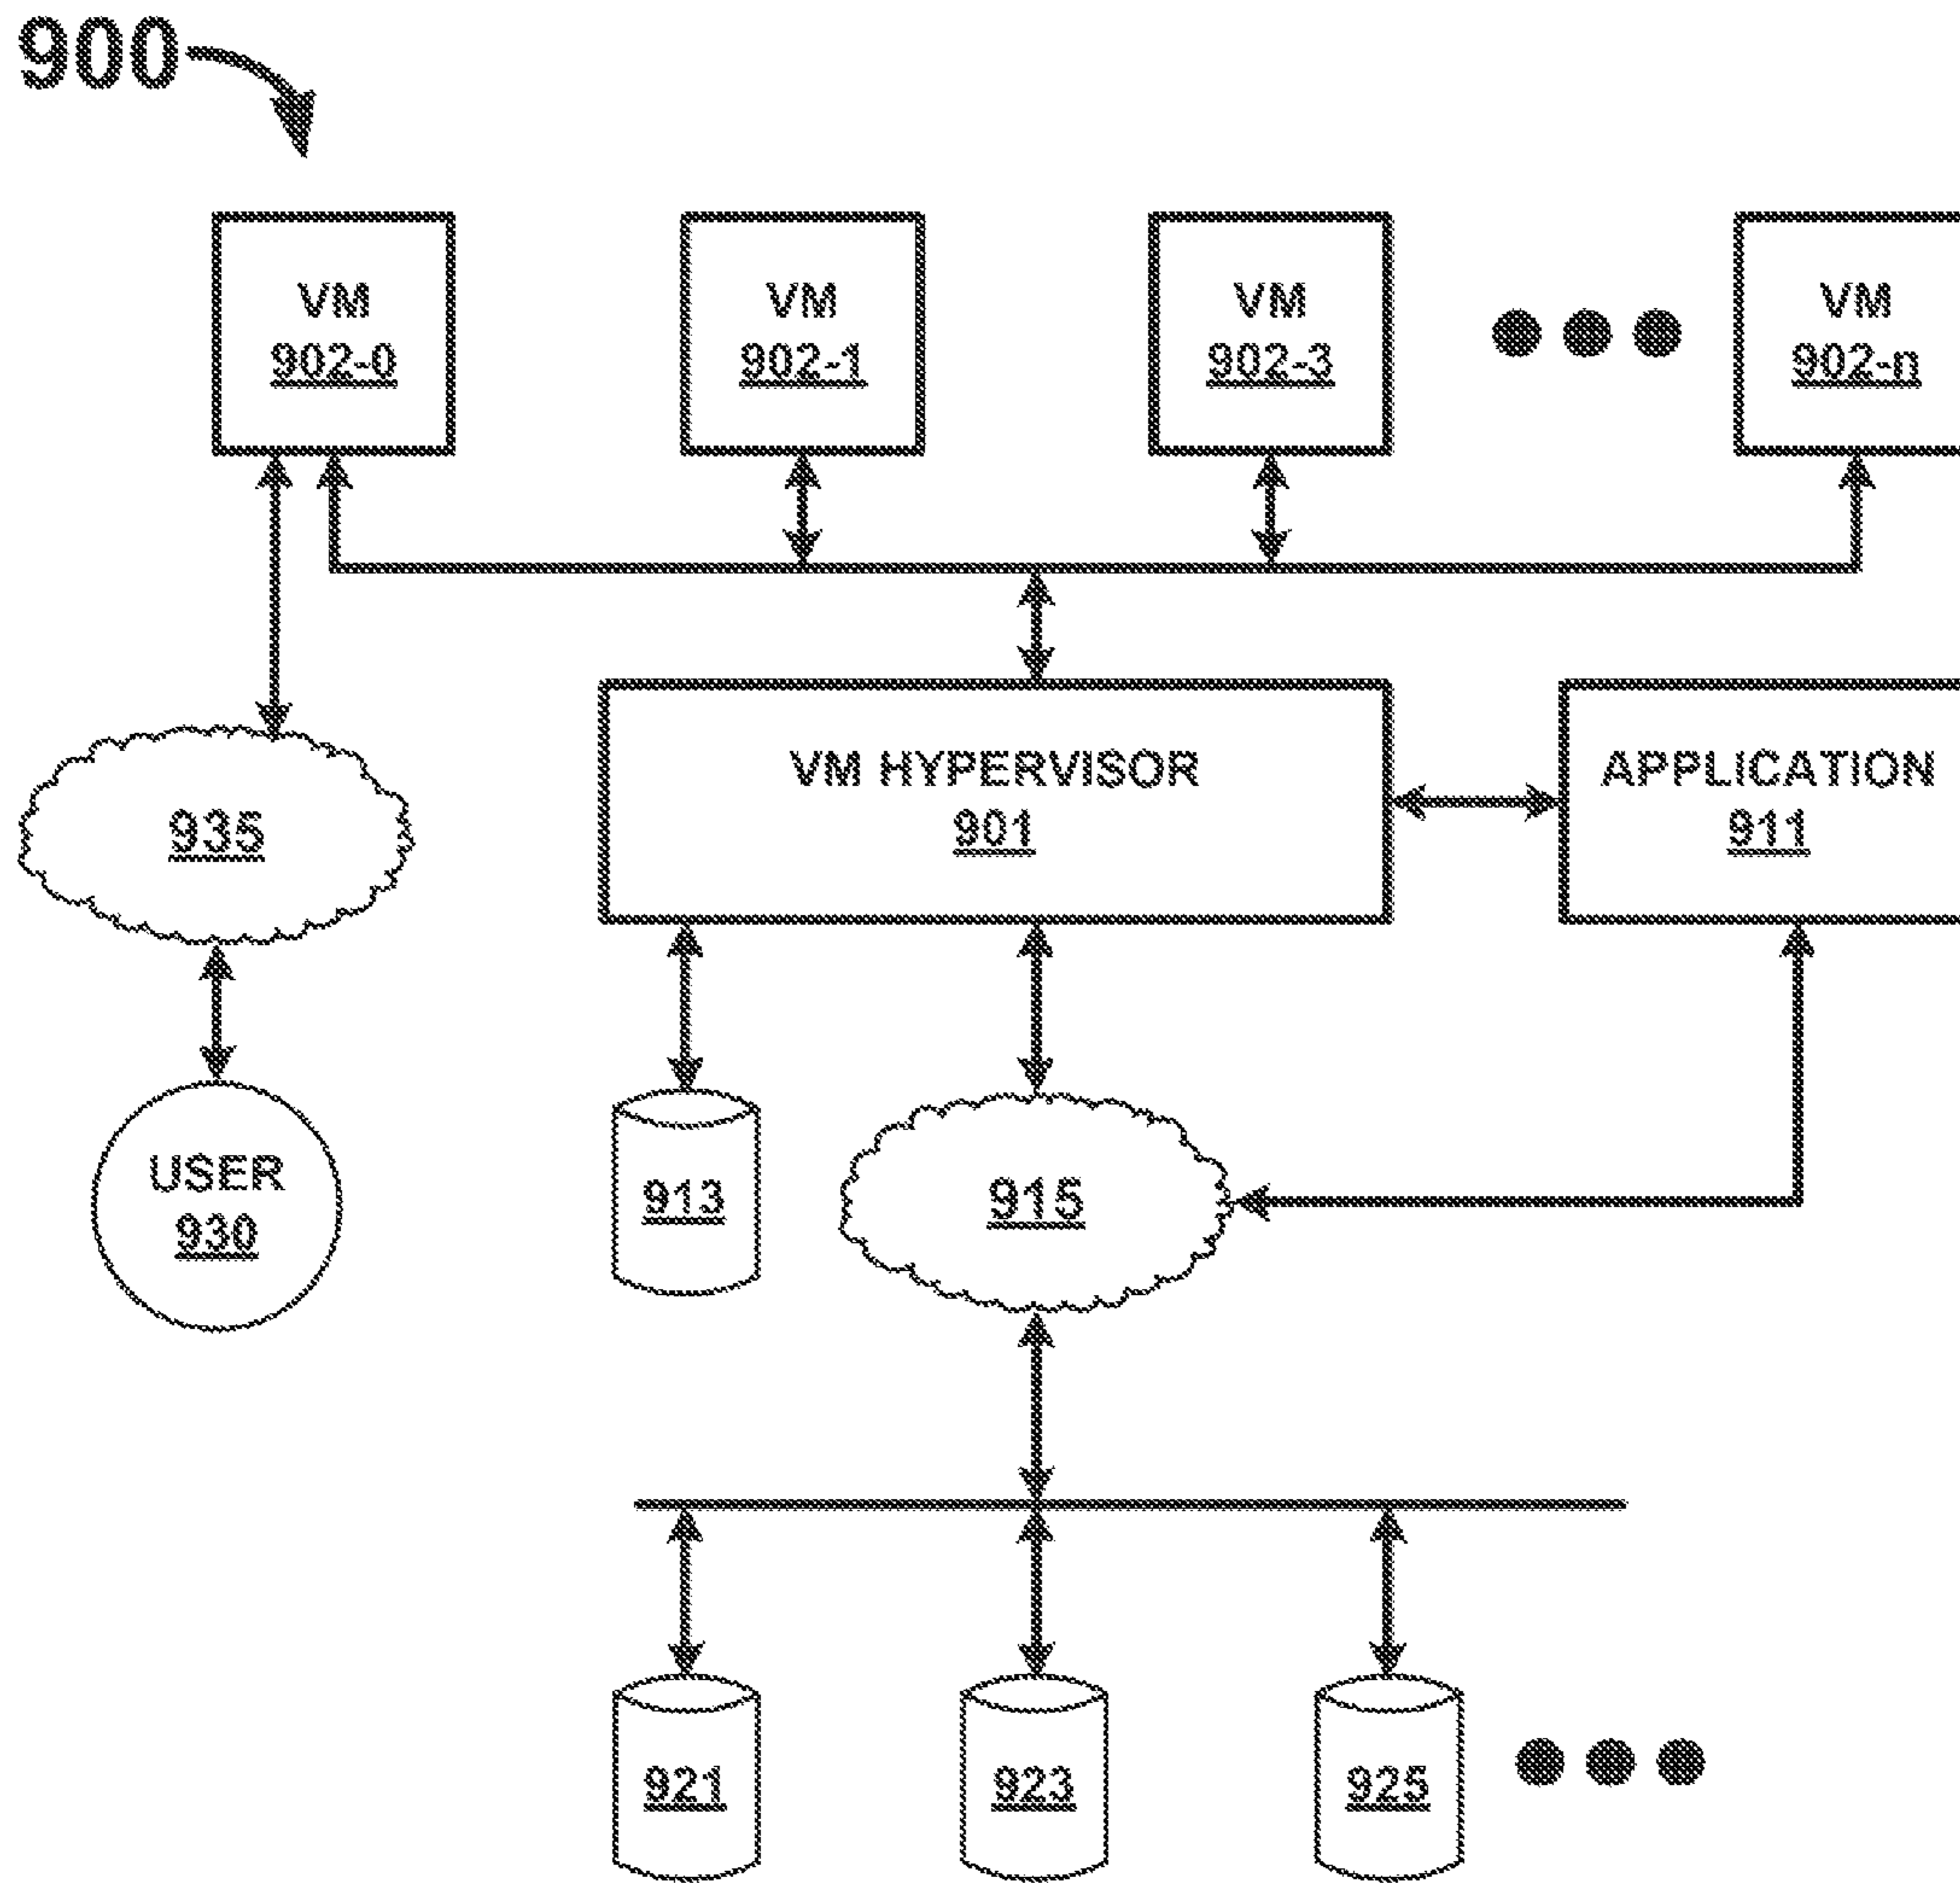 900
VM
902-0
VM
902-1
VM
902-3
VM
902-n
VM HYPERVISOR
901
APPLICATION
911
935
USER
930
913
915
921
923
925